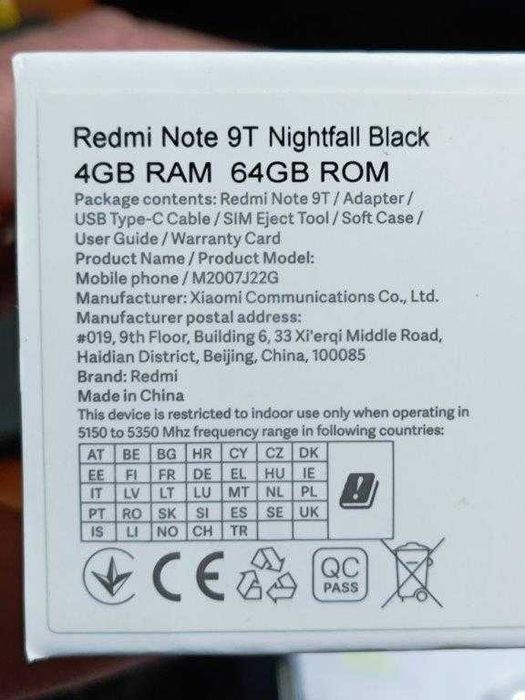 Redmi Note 9T Nightfall Black
4GB RAM 64GB ROM
Package contents: Redmi Note 9T / Adapter /
USB Type-C Cable / SIM Eject Tool / Soft Case /
User Guide / Warranty Card
Product Name / Product Model:
Mobile phone / M2007J22G
Manufacturer: Xiaomi Communications Co., Ltd.
Manufacturer postal address:
#019, 9th Floor, Building 6, 33 Xi'erqi Middle Road,
Haidian District, Beijing, China, 100085
Brand: Redmi
Made in China
This device is restricted to indoor use only when operating in
5150 to 5350 Mhz frequency range in following countries:
AT BE BG HR CY CZ DK
EE FI FR DE EL HU IE
IT LV LT LU MT NL PL
PT RO SK SI ES SE UK
IS LI NO CH TR
CE
QC
PASS